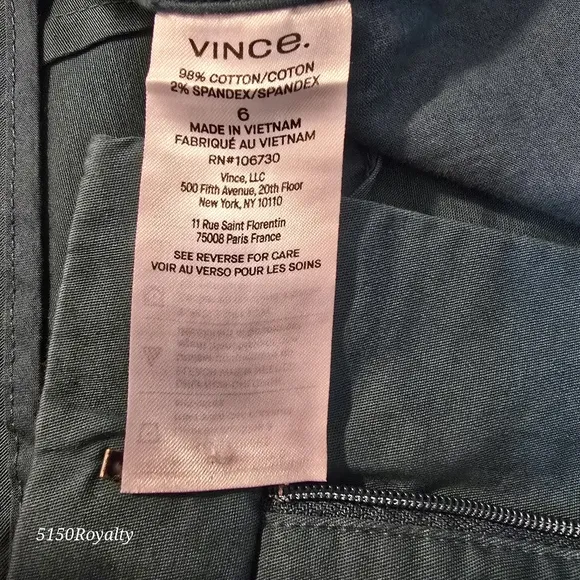 VINCe.
98% COTTON/COTON
2% SPANDEX/SPANDEX
6
MADE IN VIETNAM
FABRIQUÉ AU VIETNAM
RN#106730
Vince, LLC
500 Fifth Avenue, 20th Floor
New York, NY 10110
11 Rue Saint Florentin
75008 Paris France
SEE REVERSE FOR CARE
VOIR AU VERSO POUR LES SOINS
5150Royalty